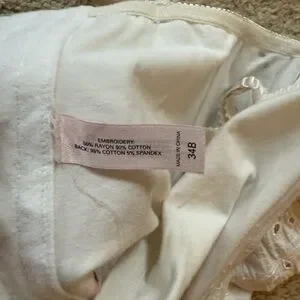 EMBROIDERY:
50% RAYON 50% COTTON
BACK: 95% COTTON 5% SPANDEX
MADE IN CHINA
34B